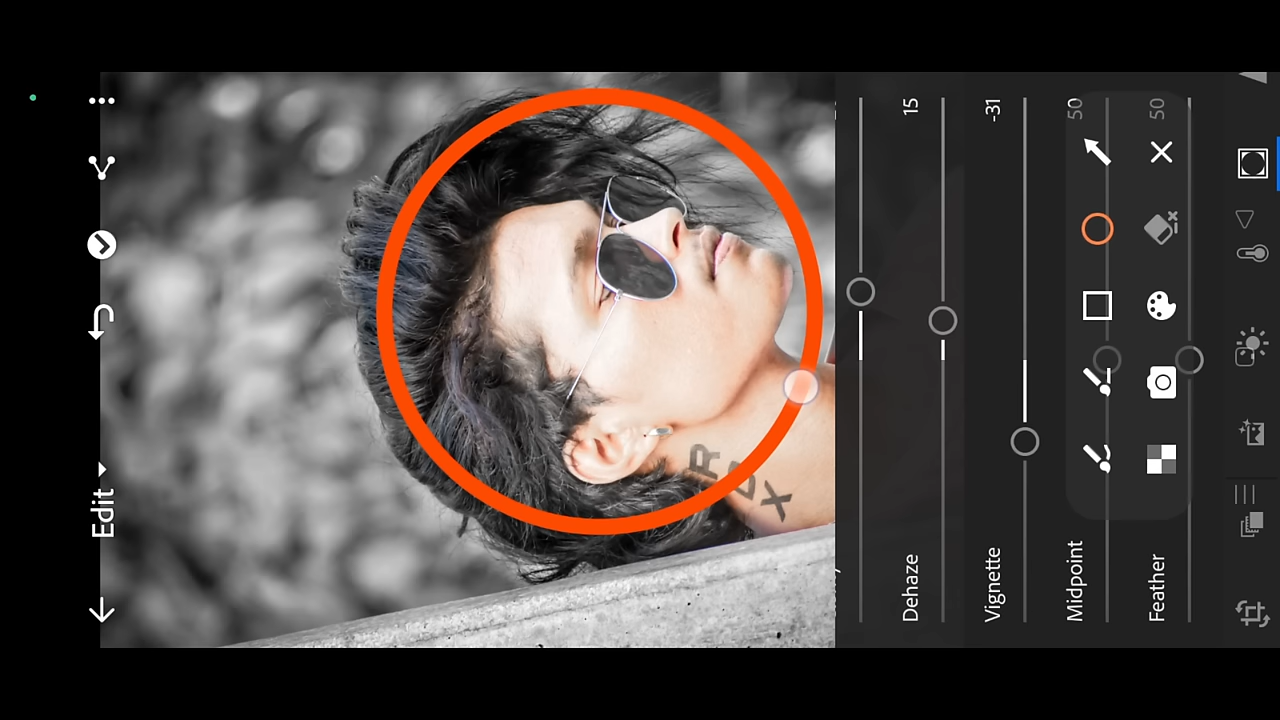 Edit
Dehaze 15
Vignette -31
Midpoint 50
Feather 50